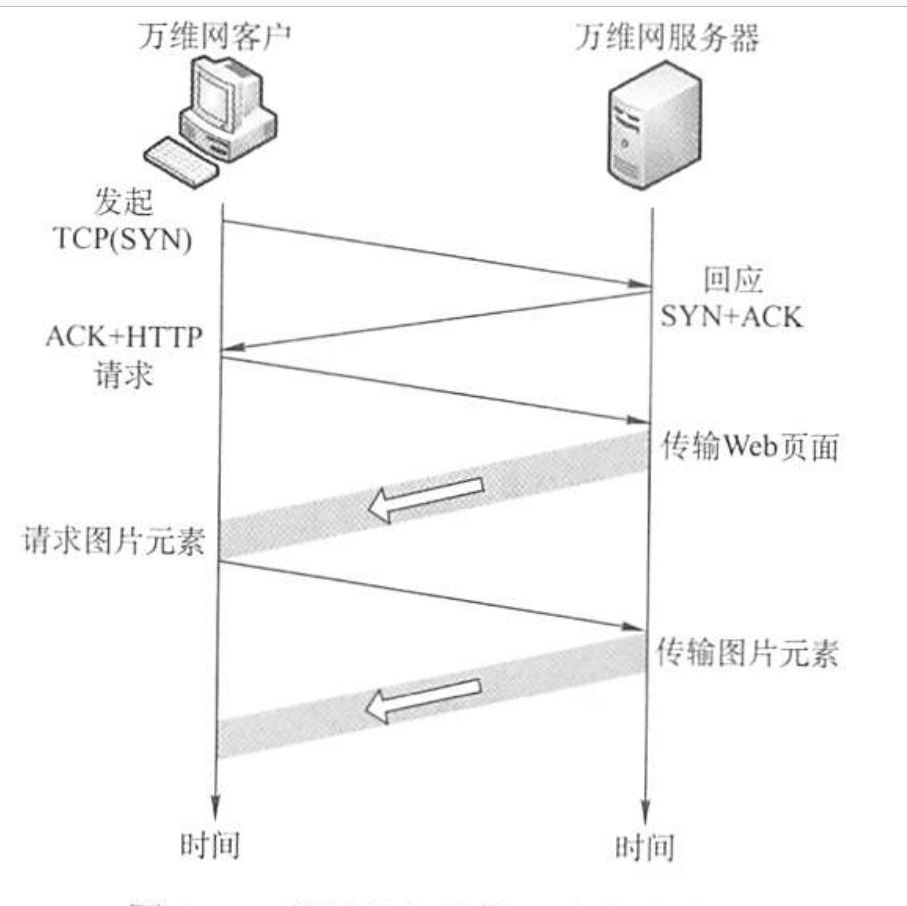 万维网客户
万维网服务器
发起
TCP(SYN)
回应
SYN+ACK
ACK+HTTP
请求
传输Web页面
请求图片元素
传输图片元素
时间
时间